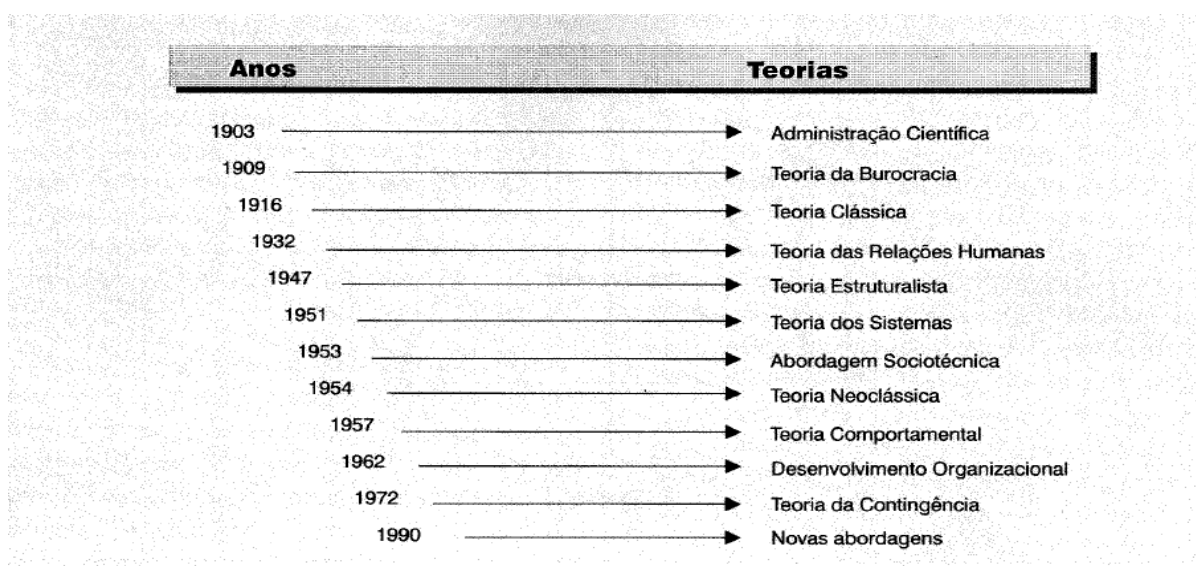 Anos Teorias
1903 Administração Científica
1909 Teoria da Burocracia
1916 Teoria Clássica
1932 Teoria das Relações Humanas
1947 Teoria Estruturalista
1951 Teoria dos Sistemas
1953 Abordagem Sociotécnica
1954 Teoria Neoclássica
1957 Teoria Comportamental
1962 Desenvolvimento Organizacional
1972 Teoria da Contingência
1990 Novas abordagens